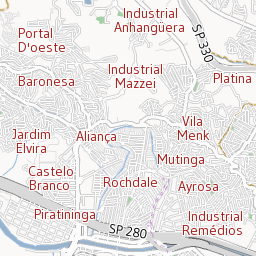 Industrial
Anhangüera
SP 330
Portal
D'oeste
Industrial
Mazzei
Baronesa
Platina
Vila
Menk
Jardim
Elvira
Aliança
Mutinga
Castelo
Branco
Rochdale
Ayrosa
Piratininga
Industrial
Remédios
SP 280